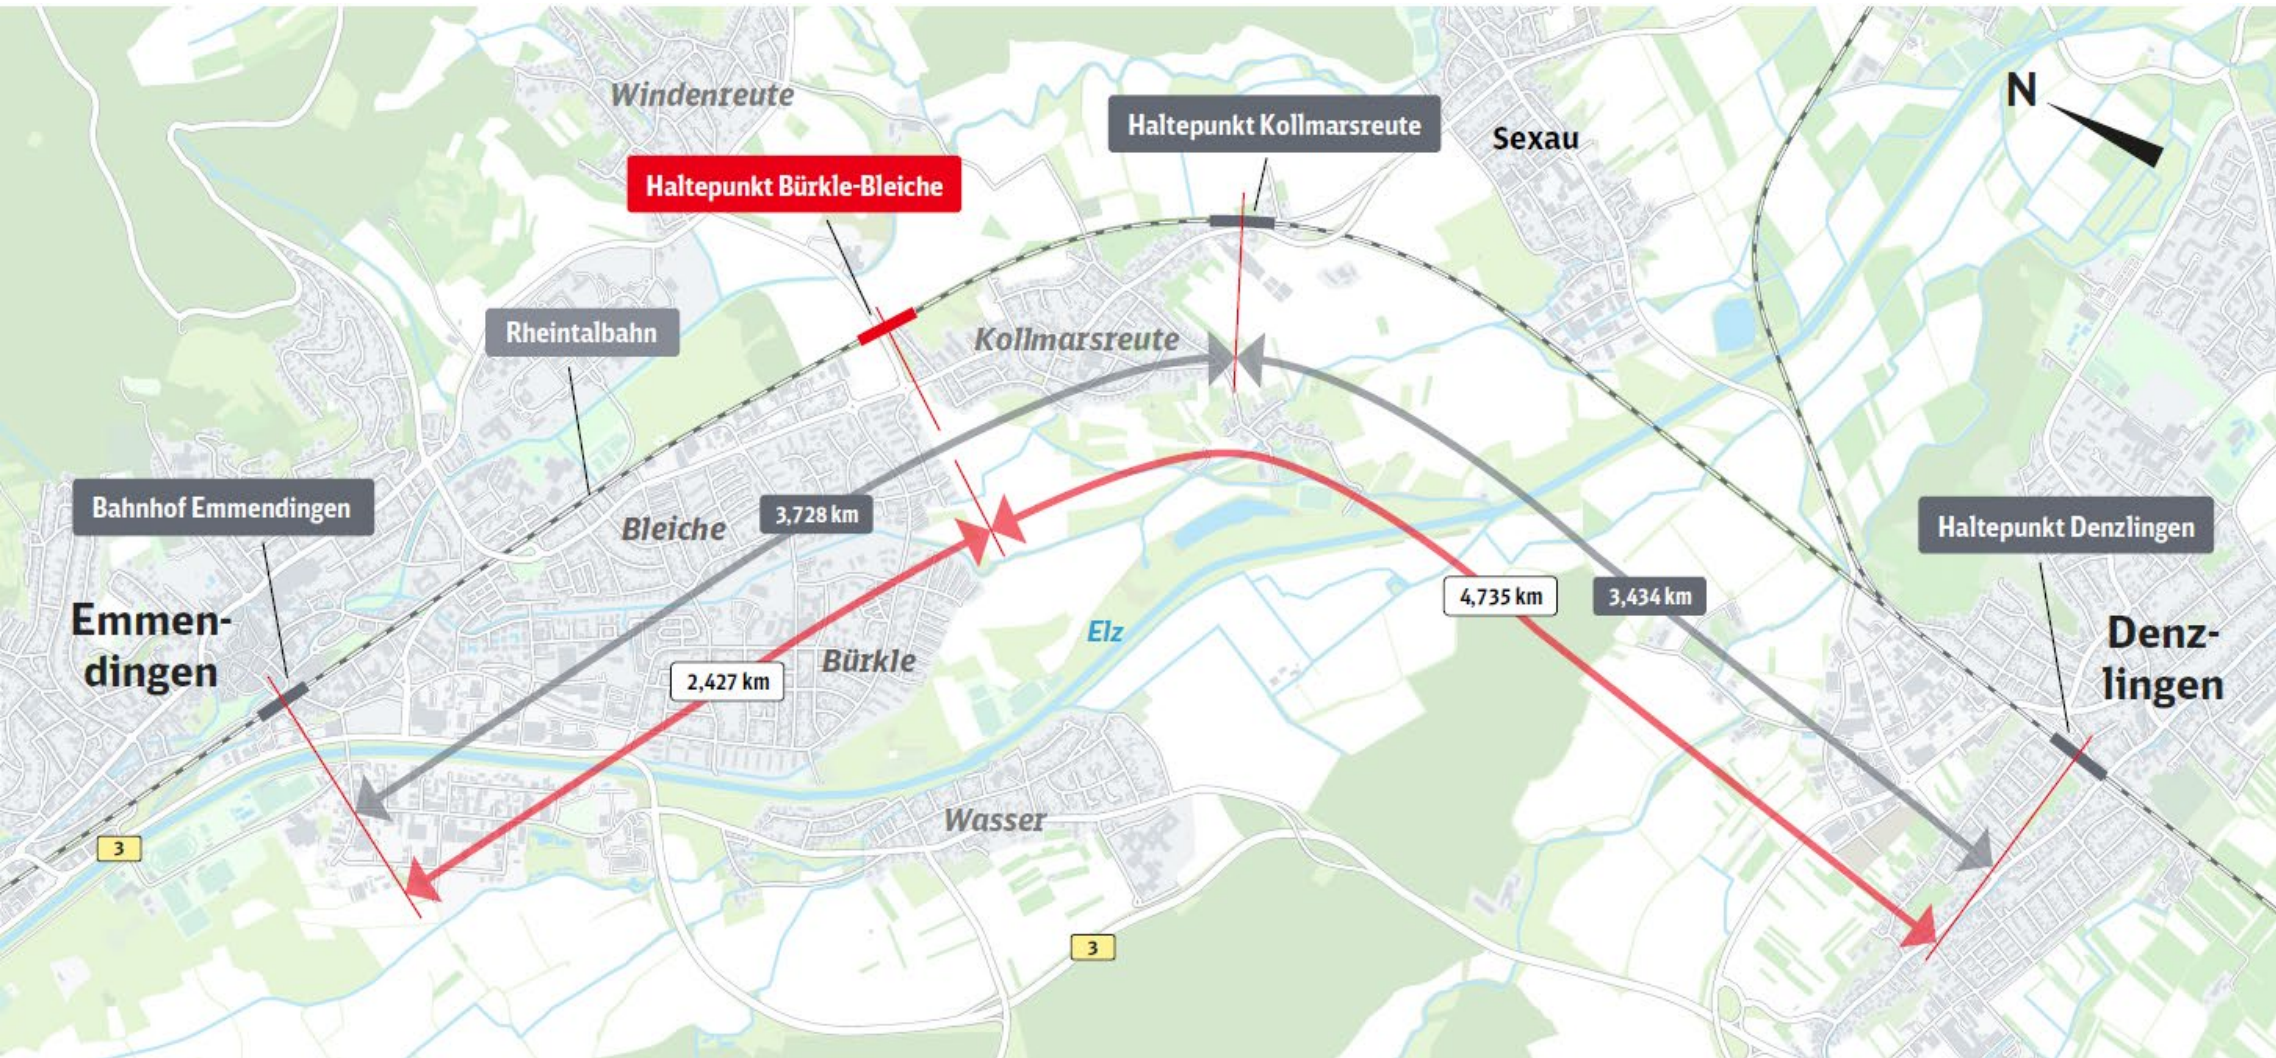 Windenreute
N
Haltepunkt Kollmarsreute
Sexau
Haltepunkt Bürkle-Bleiche
Rheintalbahn
Kollmarsreute
Bahnhof Emmendingen
Bleiche
3,728 km
Haltepunkt Denzlingen
4,735 km
3,434 km
Emmen-
dingen
Elz
Denz-
lingen
Bürkle
2,427 km
Wasser
3
3